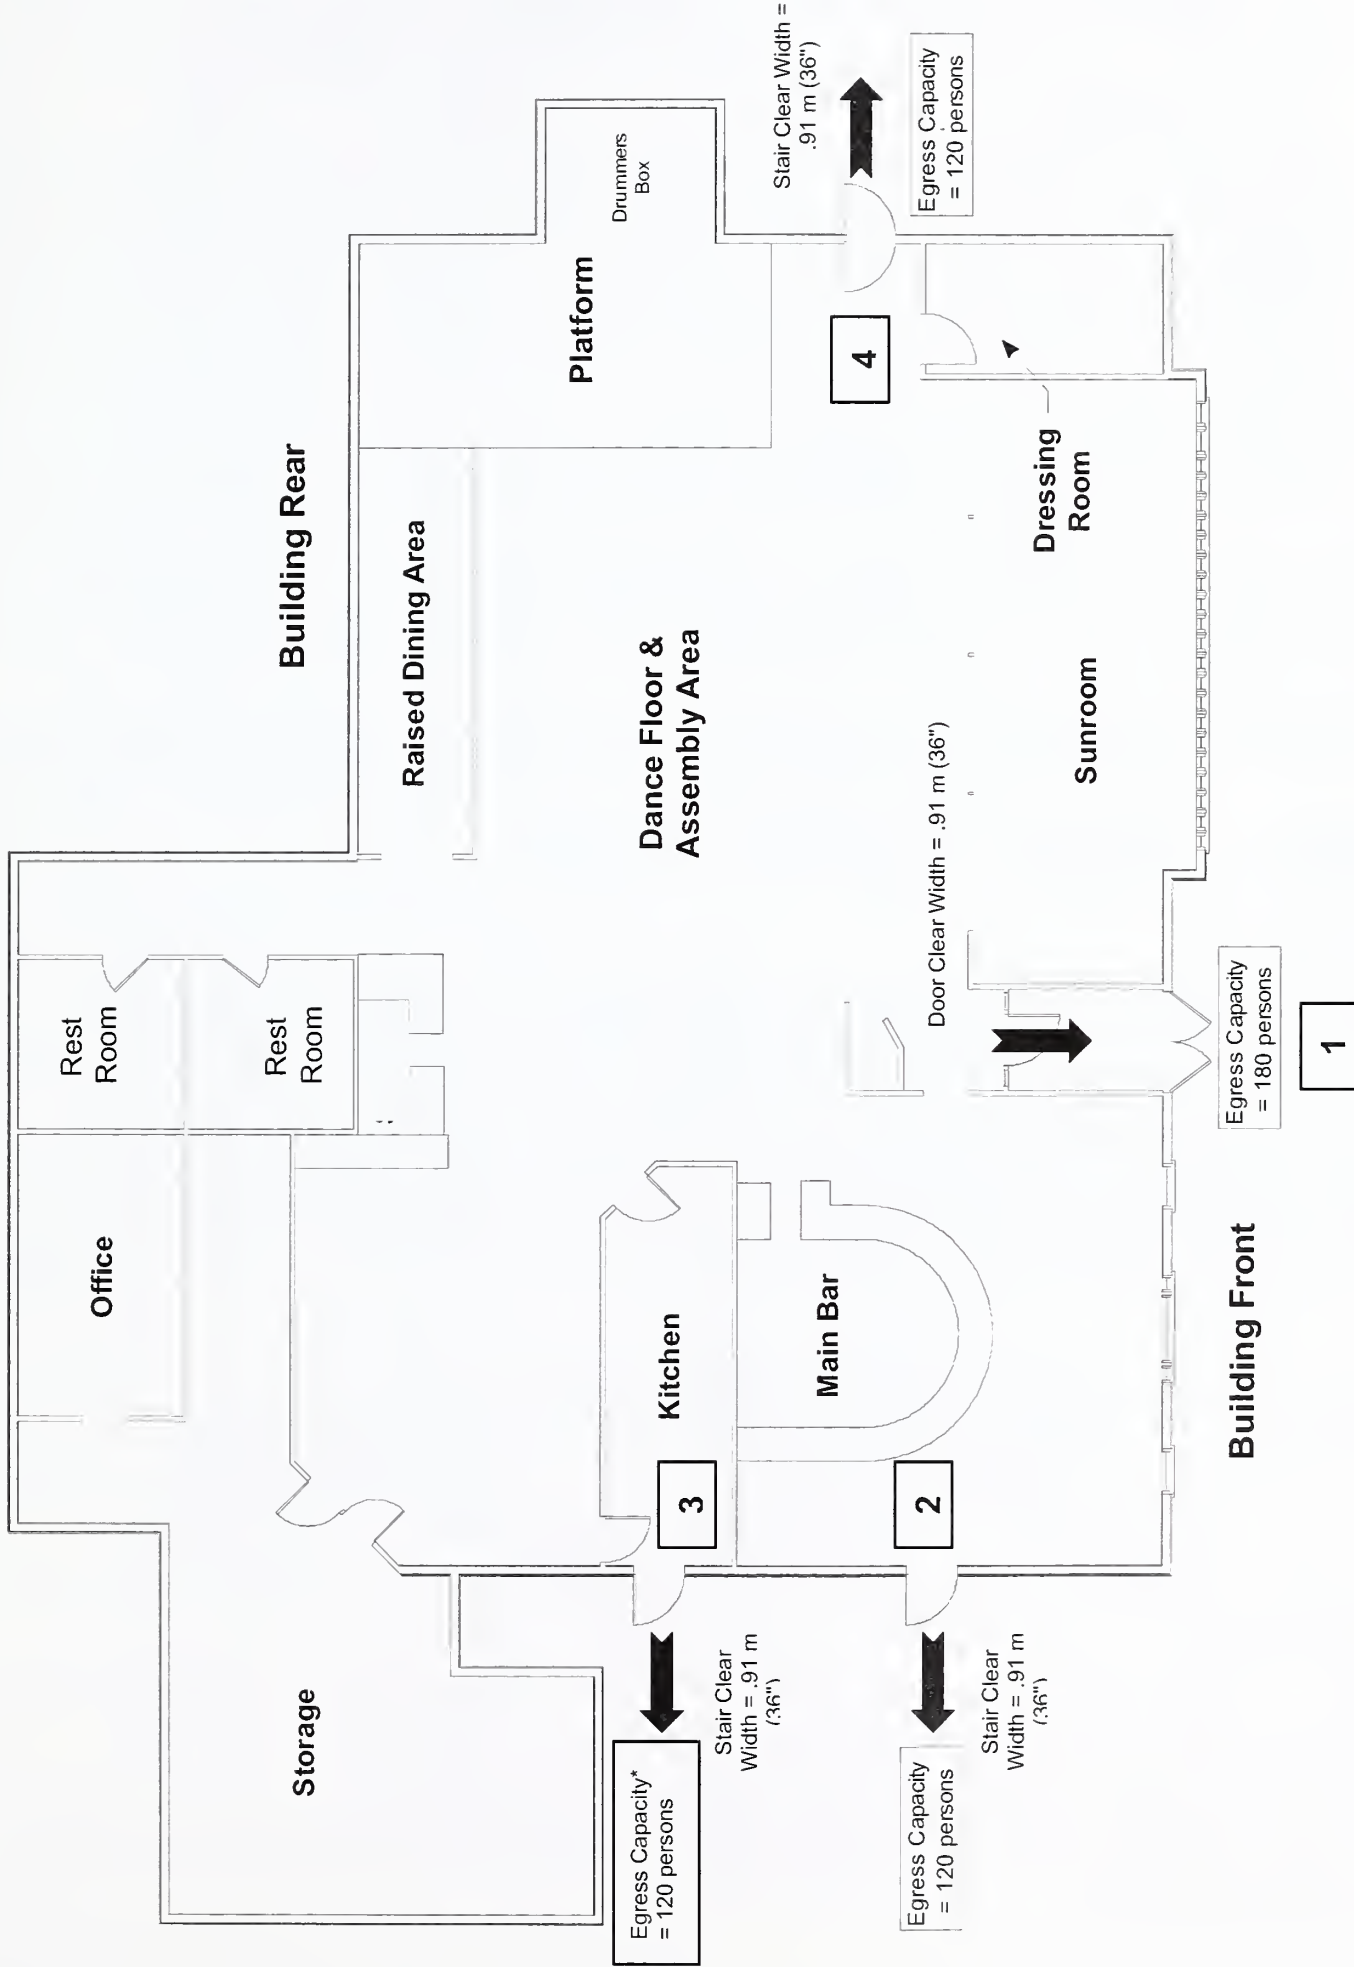 Building Rear
Rest
Room
Rest
Room
Office
Storage
Raised Dining Area
Platform
Drummers
Box
Dance Floor &
Assembly Area
Kitchen
Main Bar
3
2
4
Stair Clear Width =
.91 m (36")
Egress Capacity
= 120 persons
Dressing
Room
Sunroom
Door Clear Width = .91 m (36")
Egress Capacity
= 180 persons
1
Building Front
Egress Capacity*
= 120 persons
Stair Clear
Width = .91 m
(36")
Egress Capacity
= 120 persons
Stair Clear
Width = .91 m
(36")